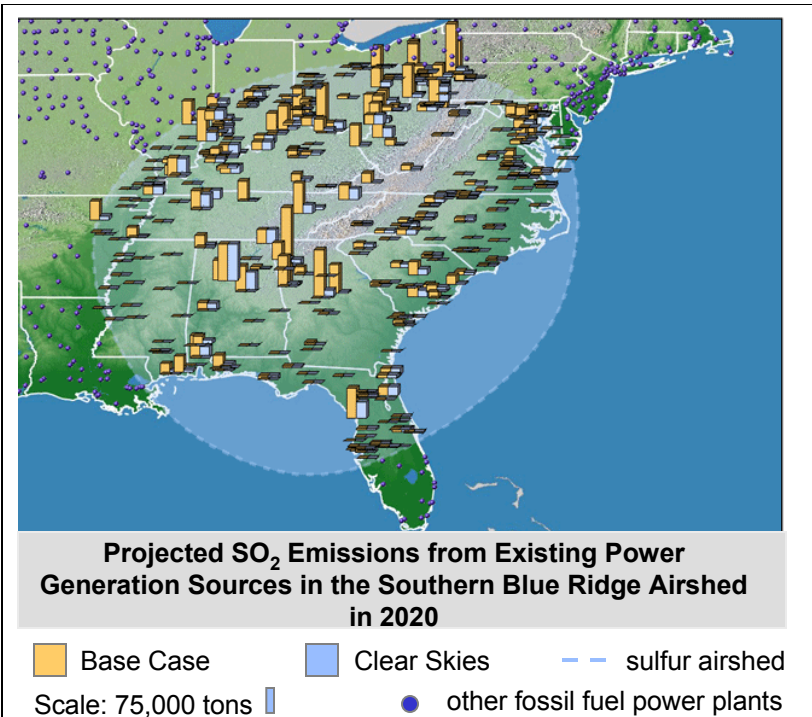 Projected SO₂ Emissions from Existing Power
Generation Sources in the Southern Blue Ridge Airshed
in 2020
Base Case Clear Skies sulfur airshed
Scale: 75,000 tons other fossil fuel power plants